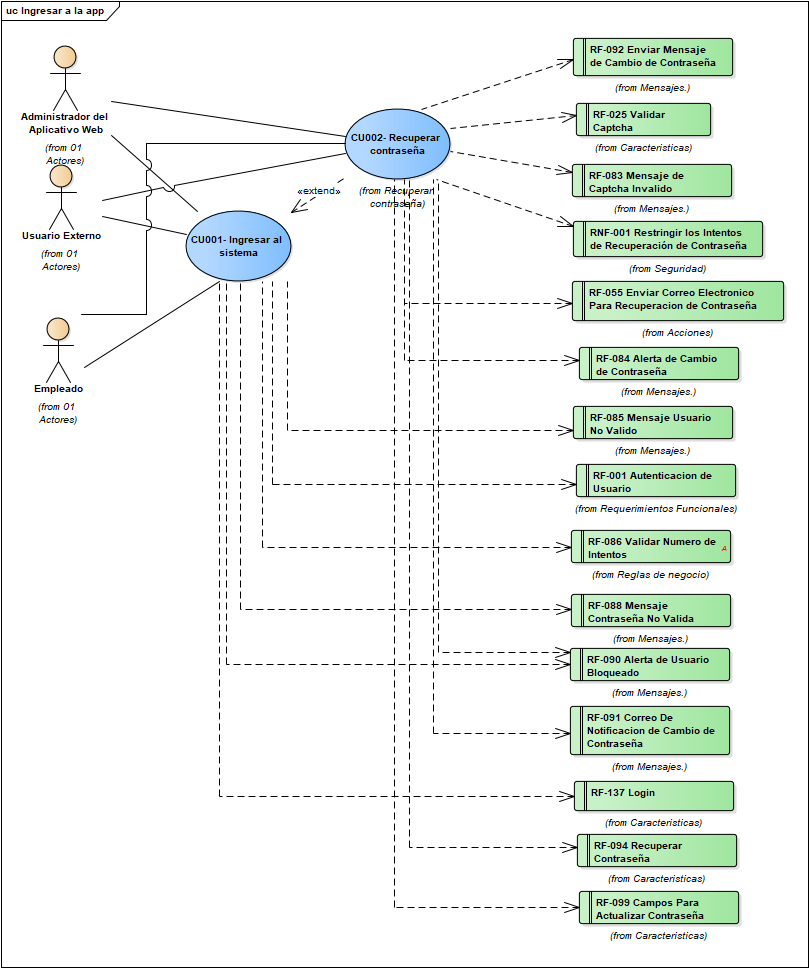 uc Ingresar a la app
Administrador del
Aplicativo Web
(from 01
Actores)
Usuario Externo
(from 01
Actores)
Empleado
(from 01
Actores)
CU002- Recuperar
contraseña
(from Recuperar
contraseña)
«extend»
CU001- Ingresar al
sistema
RF-092 Enviar Mensaje
de Cambio de Contraseña
(from Mensajes.)
RF-025 Validar
Captcha
(from Caracteristicas)
RF-083 Mensaje de
Captcha Invalido
(from Mensajes.)
RNF-001 Restringir los Intentos
de Recuperación de Contraseña
(from Seguridad)
RF-055 Enviar Correo Electronico
Para Recuperacion de Contraseña
(from Acciones)
RF-084 Alerta de Cambio
de Contraseña
(from Mensajes.)
RF-085 Mensaje Usuario
No Valido
(from Mensajes.)
RF-001 Autenticacion de
Usuario
(from Requerimientos Funcionales)
RF-086 Validar Numero de
Intentos
A
(from Reglas de negocio)
RF-088 Mensaje
Contraseña No Valida
(from Mensajes.)
RF-090 Alerta de Usuario
Bloqueado
(from Mensajes.)
RF-091 Correo De
Notificacion de Cambio de
Contraseña
(from Mensajes.)
RF-137 Login
(from Caracteristicas)
RF-094 Recuperar
Contraseña
(from Caracteristicas)
RF-099 Campos Para
Actualizar Contraseña
(from Caracteristicas)